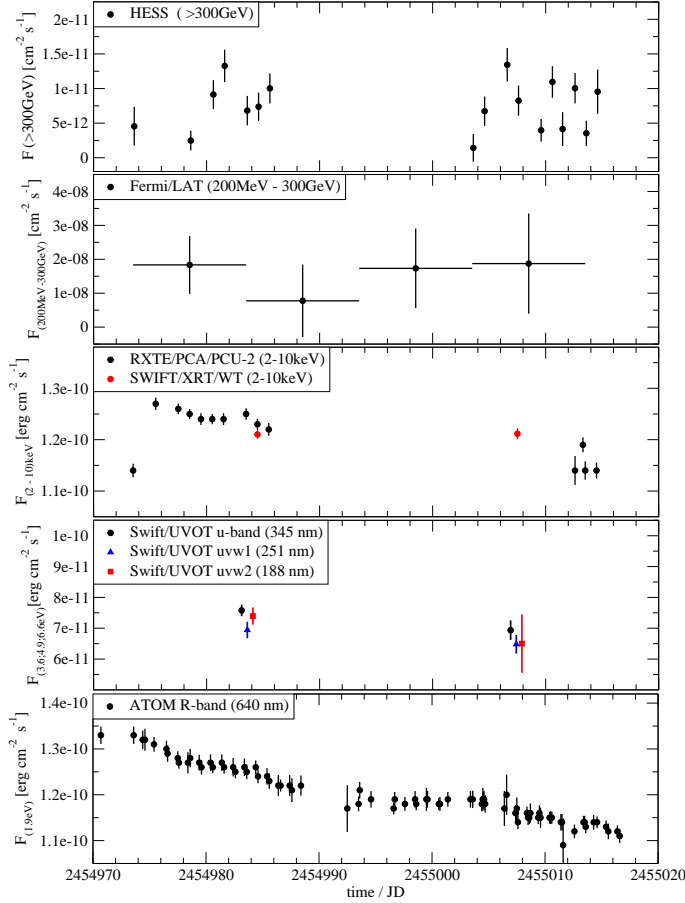 HESS ( >300GeV)
2e-11
1.5e-11
1e-11
5e-12
0
F (>300GeV) [cm-2 s-1]
Fermi/LAT (200MeV - 300GeV)
4e-08
3e-08
2e-08
1e-08
0
F(200MeV-300GeV) [cm-2 s-1]
RXTE/PCA/PCU-2 (2-10keV)
SWIFT/XRT/WT (2-10keV)
1.3e-10
1.2e-10
1.1e-10
F(2 - 10)keV [erg cm-2 s-1]
Swift/UVOT u-band (345 nm)
Swift/UVOT uvw1 (251 nm)
Swift/UVOT uvw2 (188 nm)
1e-10
9e-11
8e-11
7e-11
6e-11
F(3.6;4.9;6.6eV)[erg cm-2 s-1]
ATOM R-band (640 nm)
1.4e-10
1.3e-10
1.2e-10
1.1e-10
F(1.9eV) [erg cm-2 s-1]
2454970 2454980 2454990 2455000 2455010 2455020
time / JD